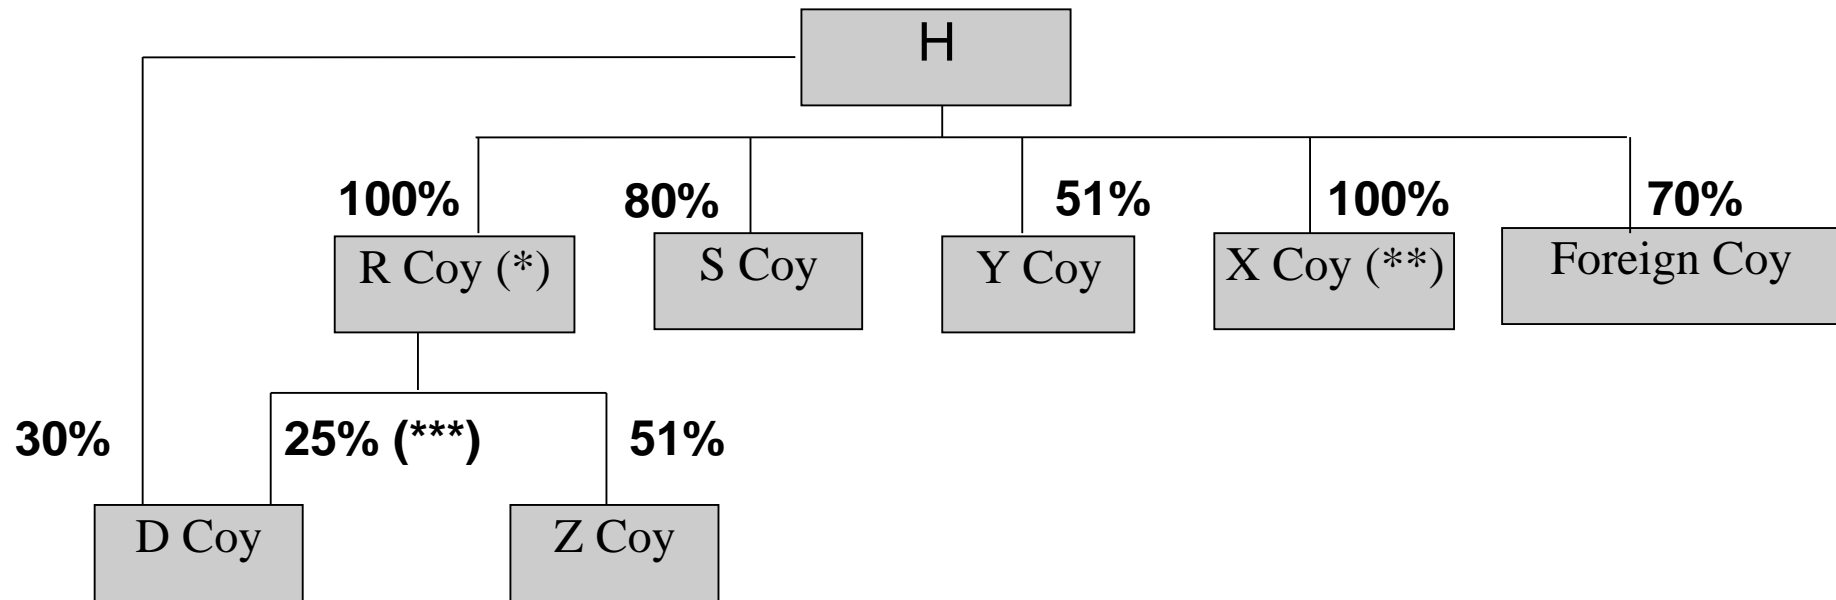 H
100%
80%
51%
100%
70%
R Coy (*)
S Coy
Y Coy
X Coy (**)
Foreign Coy
30%
25% (***)
51%
D Coy
Z Coy